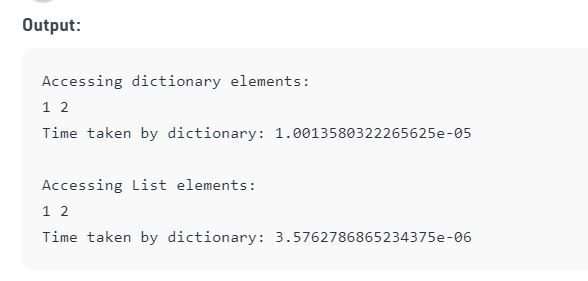 Output:
Accessing dictionary elements:
1 2
Time taken by dictionary: 1.0013580322265625e-05
Accessing List elements:
1 2
Time taken by dictionary: 3.5762786865234375e-06